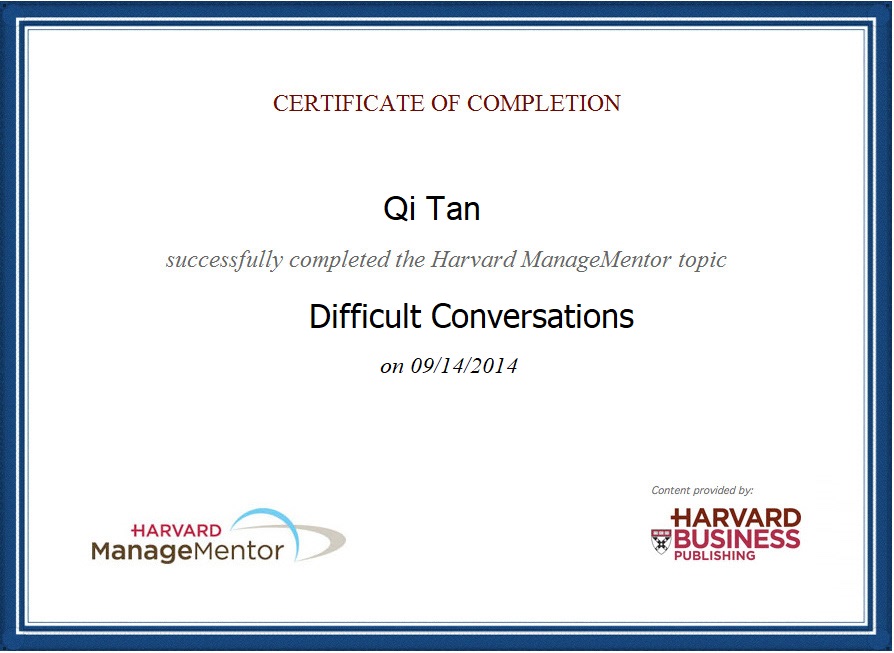 CERTIFICATE OF COMPLETION
Qi Tan
successfully completed the Harvard ManageMentor topic
Difficult Conversations
on 09/14/2014
HARVARD
ManageMentor
Content provided by:
HARVARD
BUSINESS
PUBLISHING